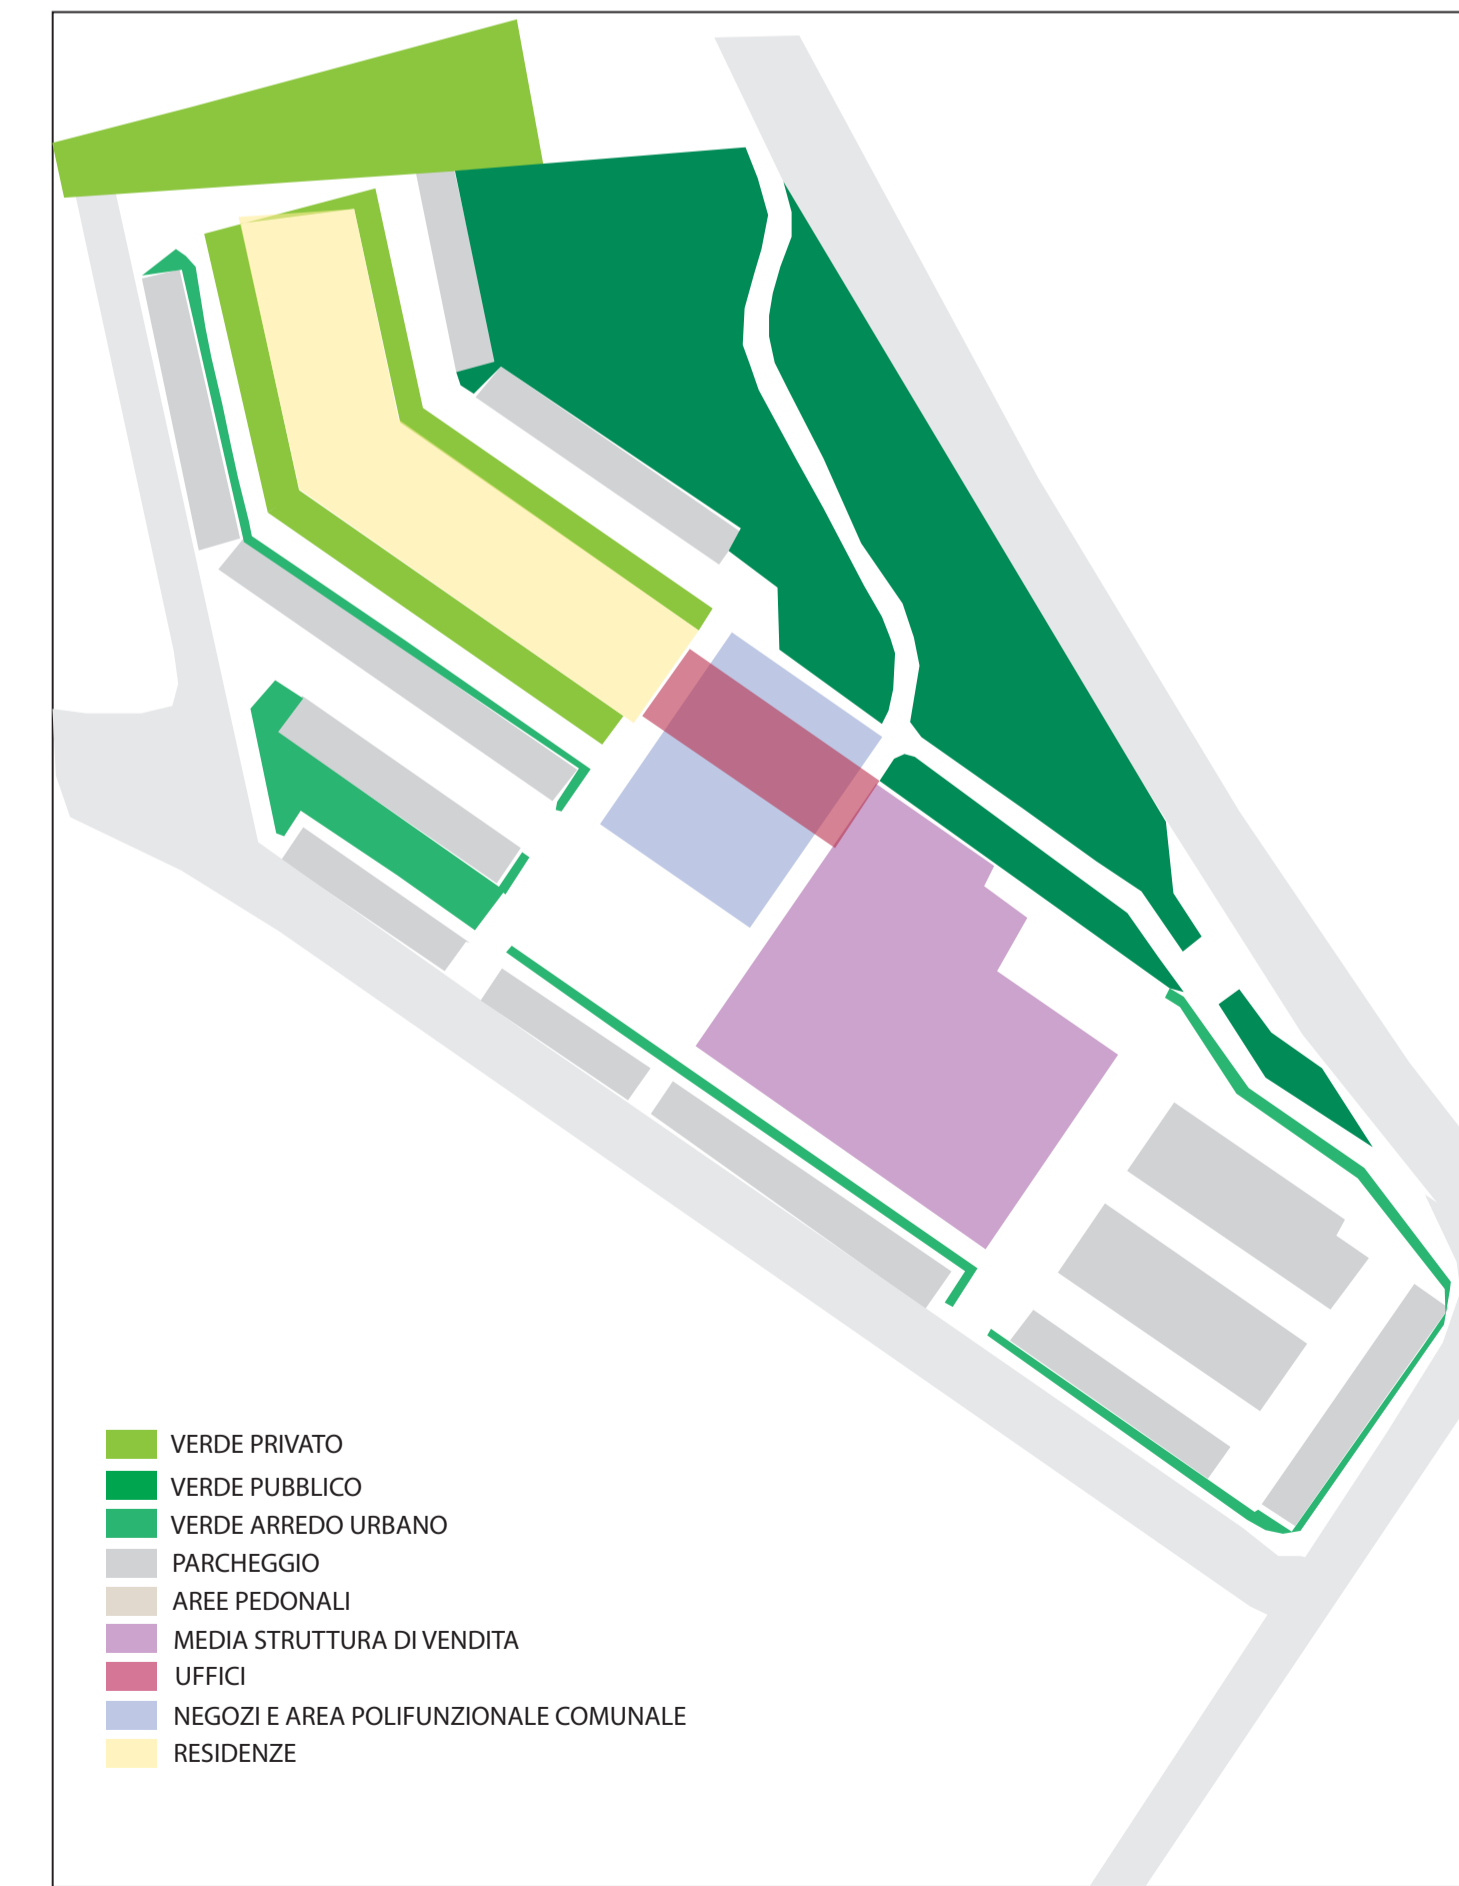 VERDE PRIVATO
VERDE PUBBLICO
VERDE ARREDO URBANO
PARCHEGGIO
AREE PEDONALI
MEDIA STRUTTURA DI VENDITA
UFFICI
NEGOZI E AREA POLIFUNZIONALE COMUNALE
RESIDENZE